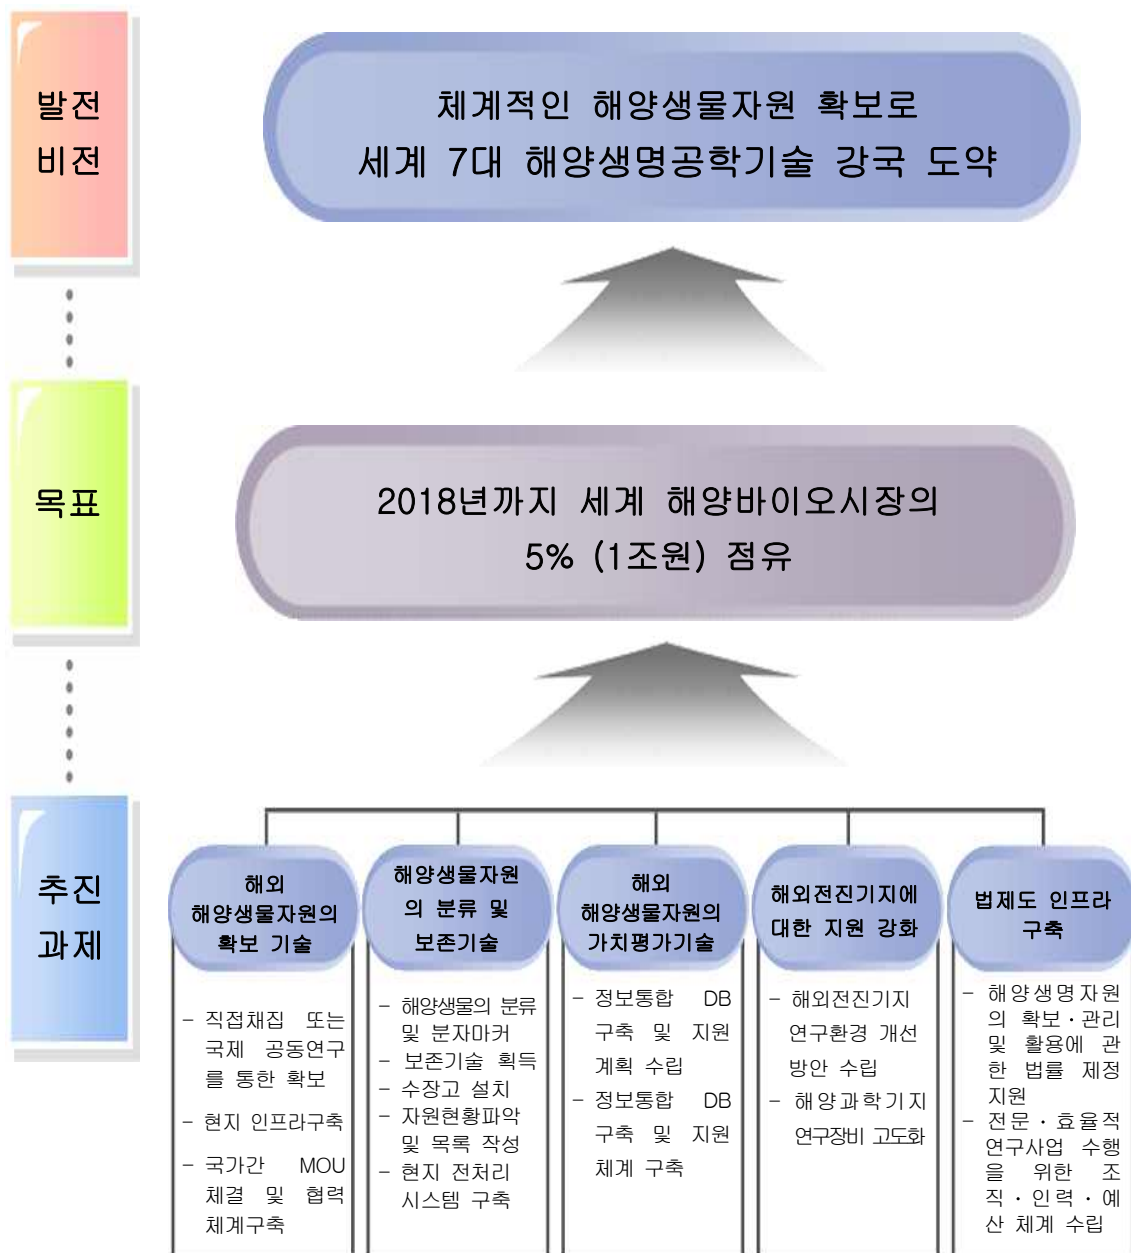 발전
비전
체계적인 해양생물자원 확보로
세계 7대 해양생명공학기술 강국 도약
목표
2018년까지 세계 해양바이오시장의
5% (1조원) 점유
추진
과제
해외
해양생물자원의
확보 기술
- 직접채집 또는
국제 공동연구
를 통한 확보
- 현지 인프라구축
- 국가간 MOU
체결 및 협력
체계구축
해양생물자원
의 분류 및
보존기술
- 해양생물의 분류
및 분자마커
- 보존기술 획득
- 수장고 설치
- 자원현황파악
및 목록 작성
- 현지 전처리
시스템 구축
해외
해양생물자원의
가치평가기술
- 정보통합 DB
구축 및 지원
계획 수립
- 정보통합 DB
구축 및 지원
체계 구축
해외전진기지에
대한 지원 강화
- 해외전진기지
연구환경 개선
방안 수립
- 해양과학기지
연구장비 고도화
법제도 인프라
구축
- 해양생명자원
의 확보·관리
및 활용에 관
한 법률 제정
지원
- 전문·효율적
연구사업 수행
을 위한 조
직·인력·예
산 체계 수립